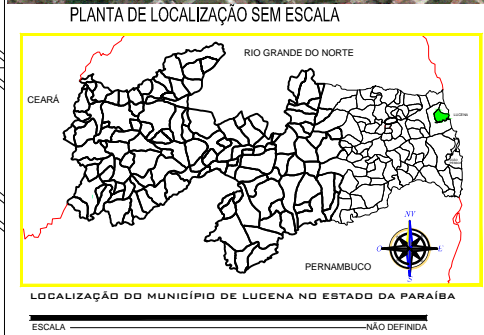 PLANTA DE LOCALIZAÇÃO SEM ESCALA
RIO GRANDE DO NORTE
CEARÁ
LUCENA
NV
O E
S
PERNAMBUCO
LOCALIZAÇÃO DO MUNICÍPIO DE LUCENA NO ESTADO DA PARAÍBA
ESCALA NÃO DEFINIDA